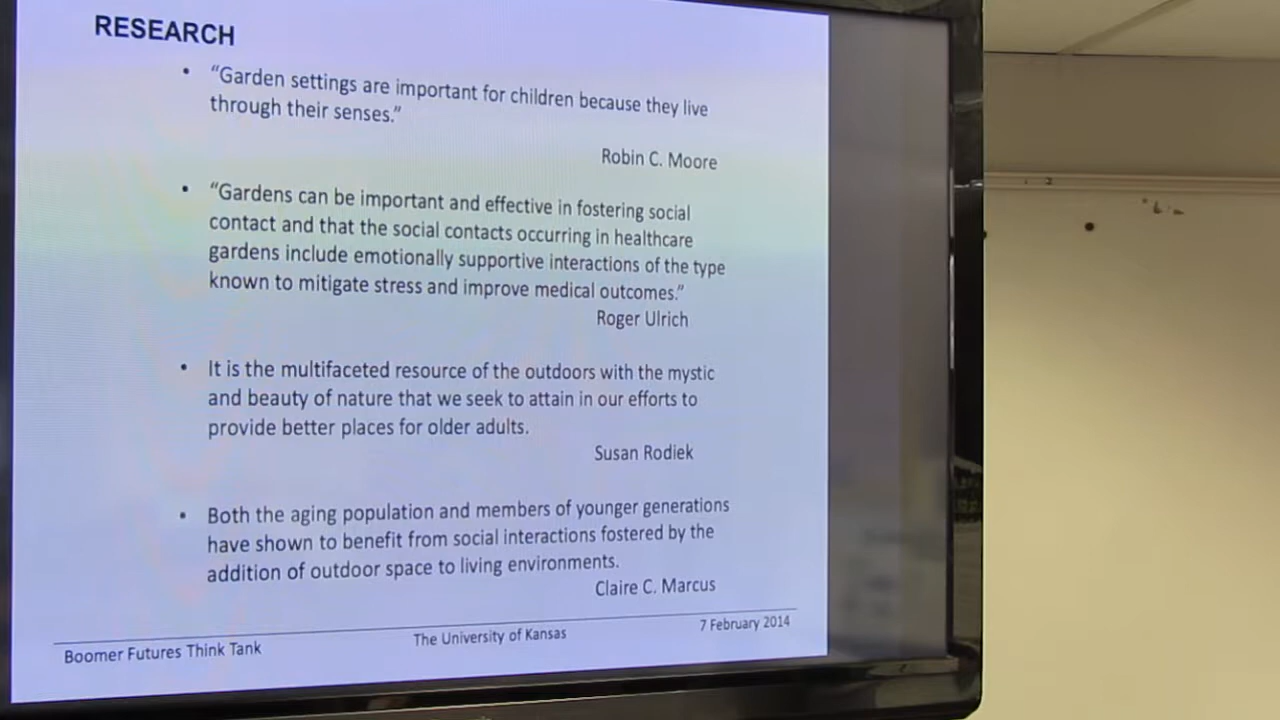 RESEARCH
• “Garden settings are important for children because they live
through their senses.”
Robin C. Moore
• “Gardens can be important and effective in fostering social
contact and that the social contacts occurring in healthcare
gardens include emotionally supportive interactions of the type
known to mitigate stress and improve medical outcomes.”
Roger Ulrich
• It is the multifaceted resource of the outdoors with the mystic
and beauty of nature that we seek to attain in our efforts to
provide better places for older adults.
Susan Rodiek
• Both the aging population and members of younger generations
have shown to benefit from social interactions fostered by the
addition of outdoor space to living environments.
Claire C. Marcus
Boomer Futures Think Tank The University of Kansas 7 February 2014